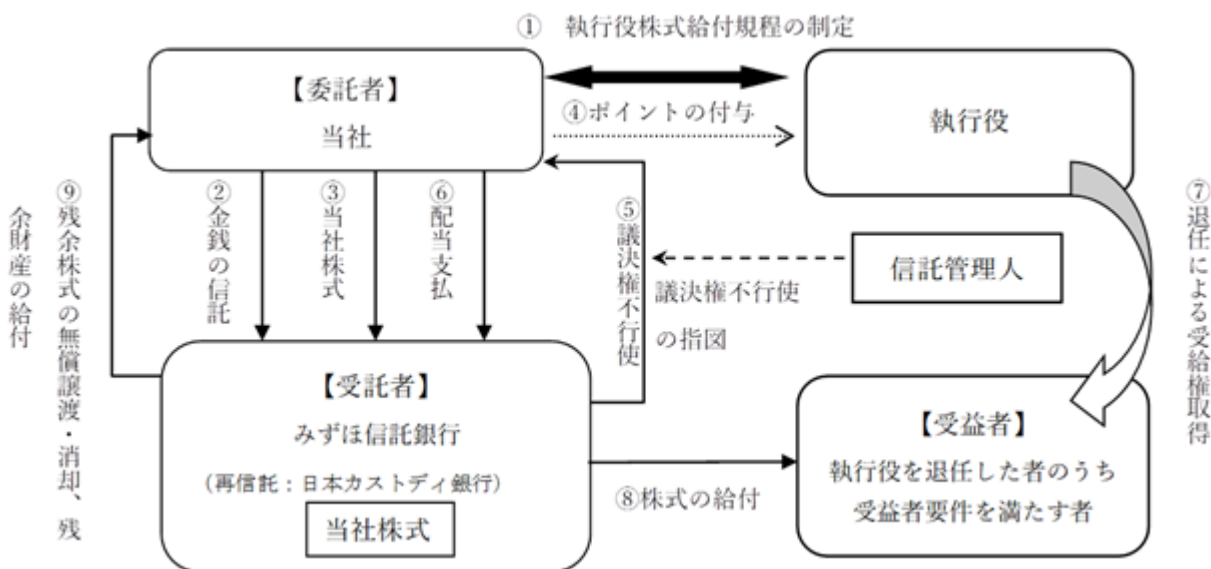 ① 執行役株式給付規程の制定
【委託者】
当社
④ポイントの付与
執行役
②金銭の信託
③当社株式
⑥配当支払
⑤議決権不行使
議決権不行使
の指図
信託管理人
⑦退任による受給権取得
⑨残余株式の無償譲渡・消却、残
余財産の給付
【受託者】
みずほ信託銀行
(再信託：日本カストディ銀行)
当社株式
⑧株式の給付
【受益者】
執行役を退任した者のうち
受益者要件を満たす者